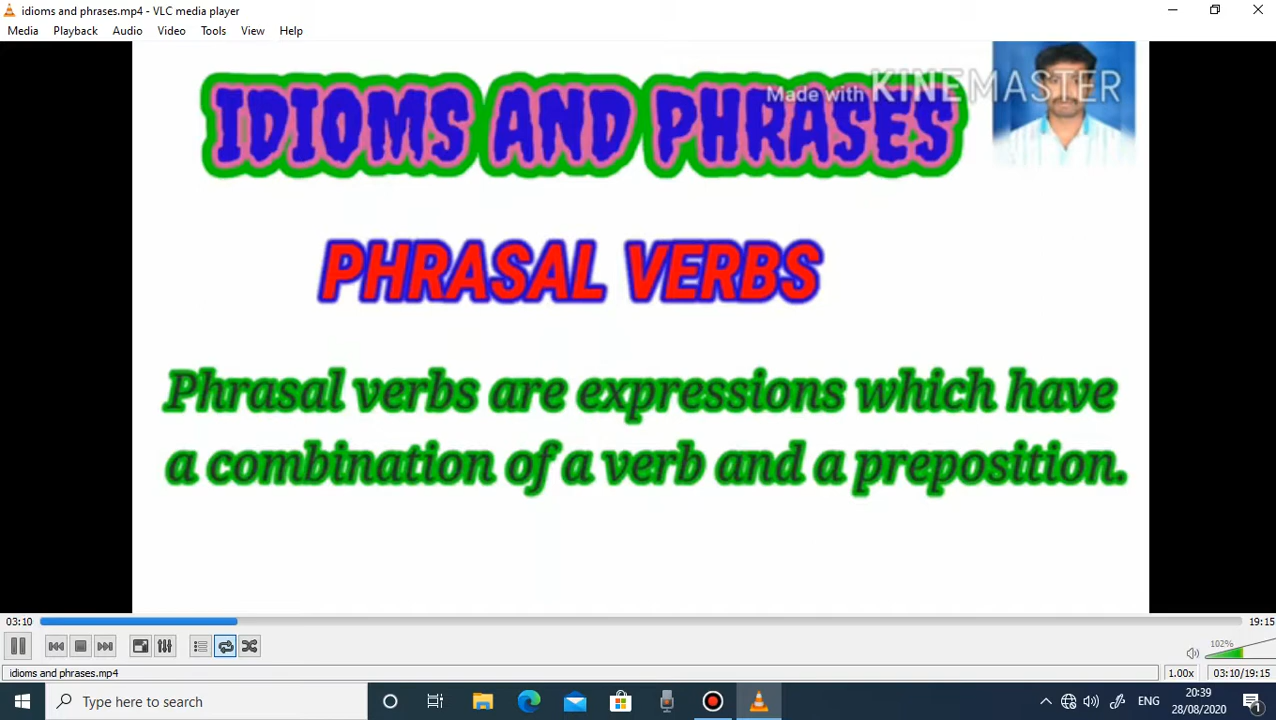 idioms and phrases.mp4 - VLC media player
Media Playback Audio Video Tools View Help
Made with KINEMASTER
IDIOMS AND PHRASES
PHRASAL VERBS
Phrasal verbs are expressions which have
a combination of a verb and a preposition.
03:10 19:15
102%
idioms and phrases.mp4 1.00x 03:10/19:15
Type here to search
ENG
20:39
28/08/2020
1